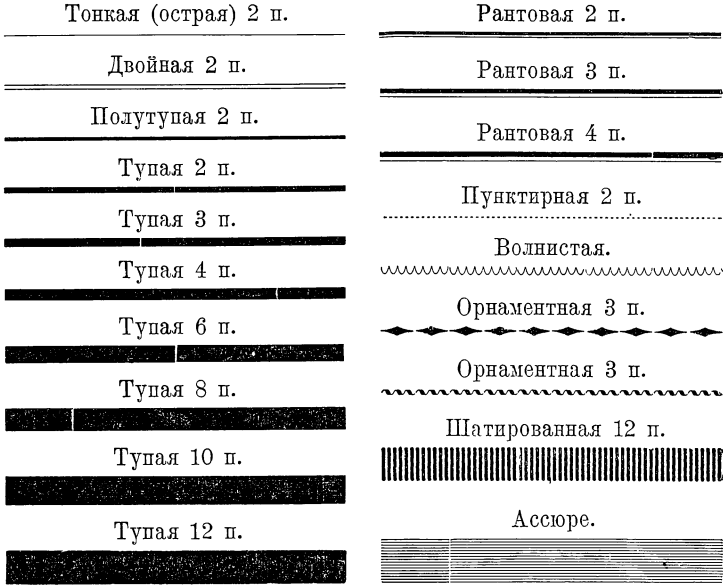 Тонкая (острая) 2 п.
Двойная 2 п.
Полутупая 2 п.
Тупая 2 п.
Тупая 3 п.
Тупая 4 п.
Тупая 6 п.
Тупая 8 п.
Тупая 10 п.
Тупая 12 п.
Рантовая 2 п.
Рантовая 3 п.
Рантовая 4 п.
Пунктирная 2 п.
Волнистая.
Орнаментная 3 п.
Орнаментная 3 п.
Шатированная 12 п.
Ассюре.